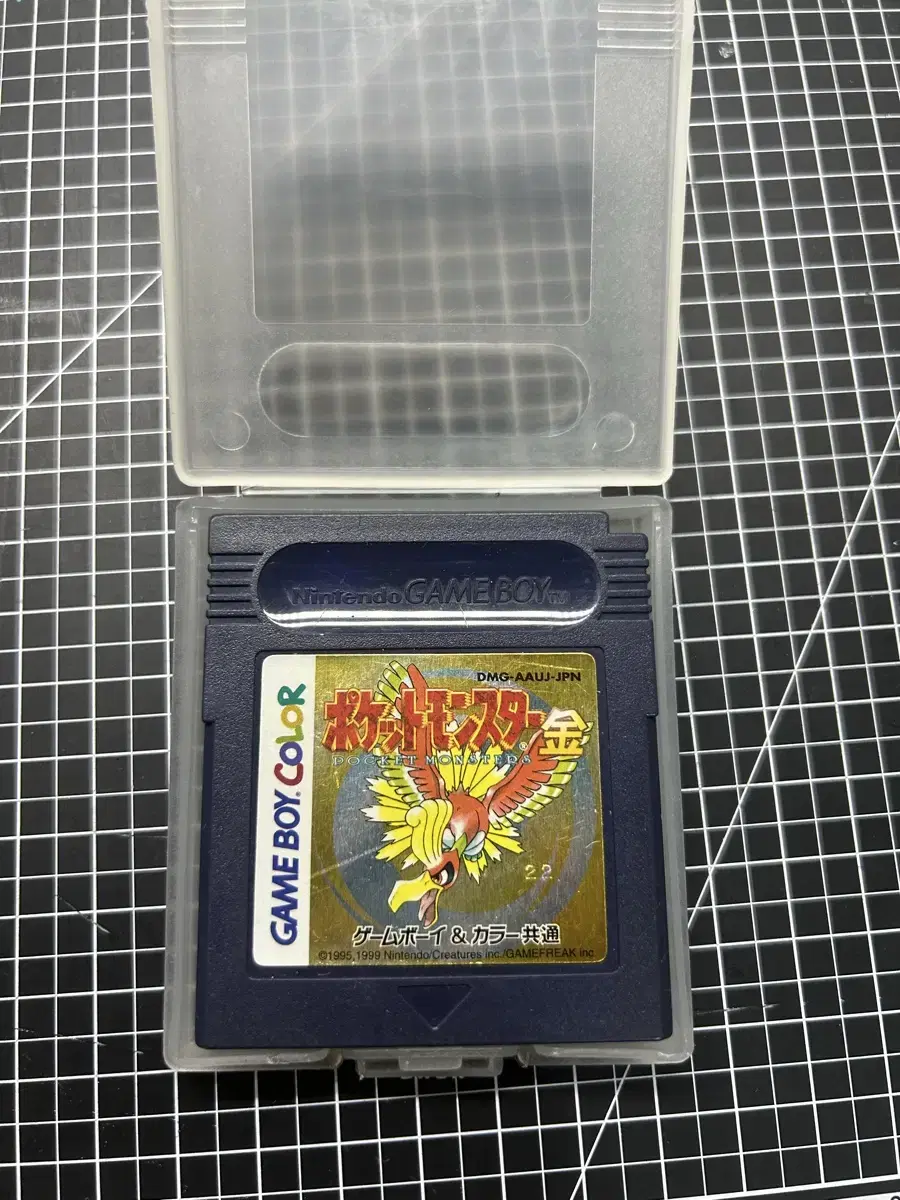 Nintendo GAME BOY TM
GAME BOY COLOR
DMG-AAUJ-JPN
ポケットモンスター金
POCKET MONSTERS
22
ゲームボーイ & カラー共通
©1995,1999 Nintendo/Creatures inc./GAMEFREAK inc.